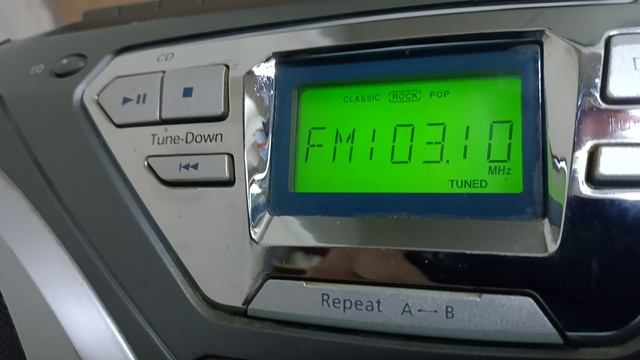 CD
CLASSIC ROCK POP
FM103.10
MHz
TUNED
Tune-Down
Repeat A↔B